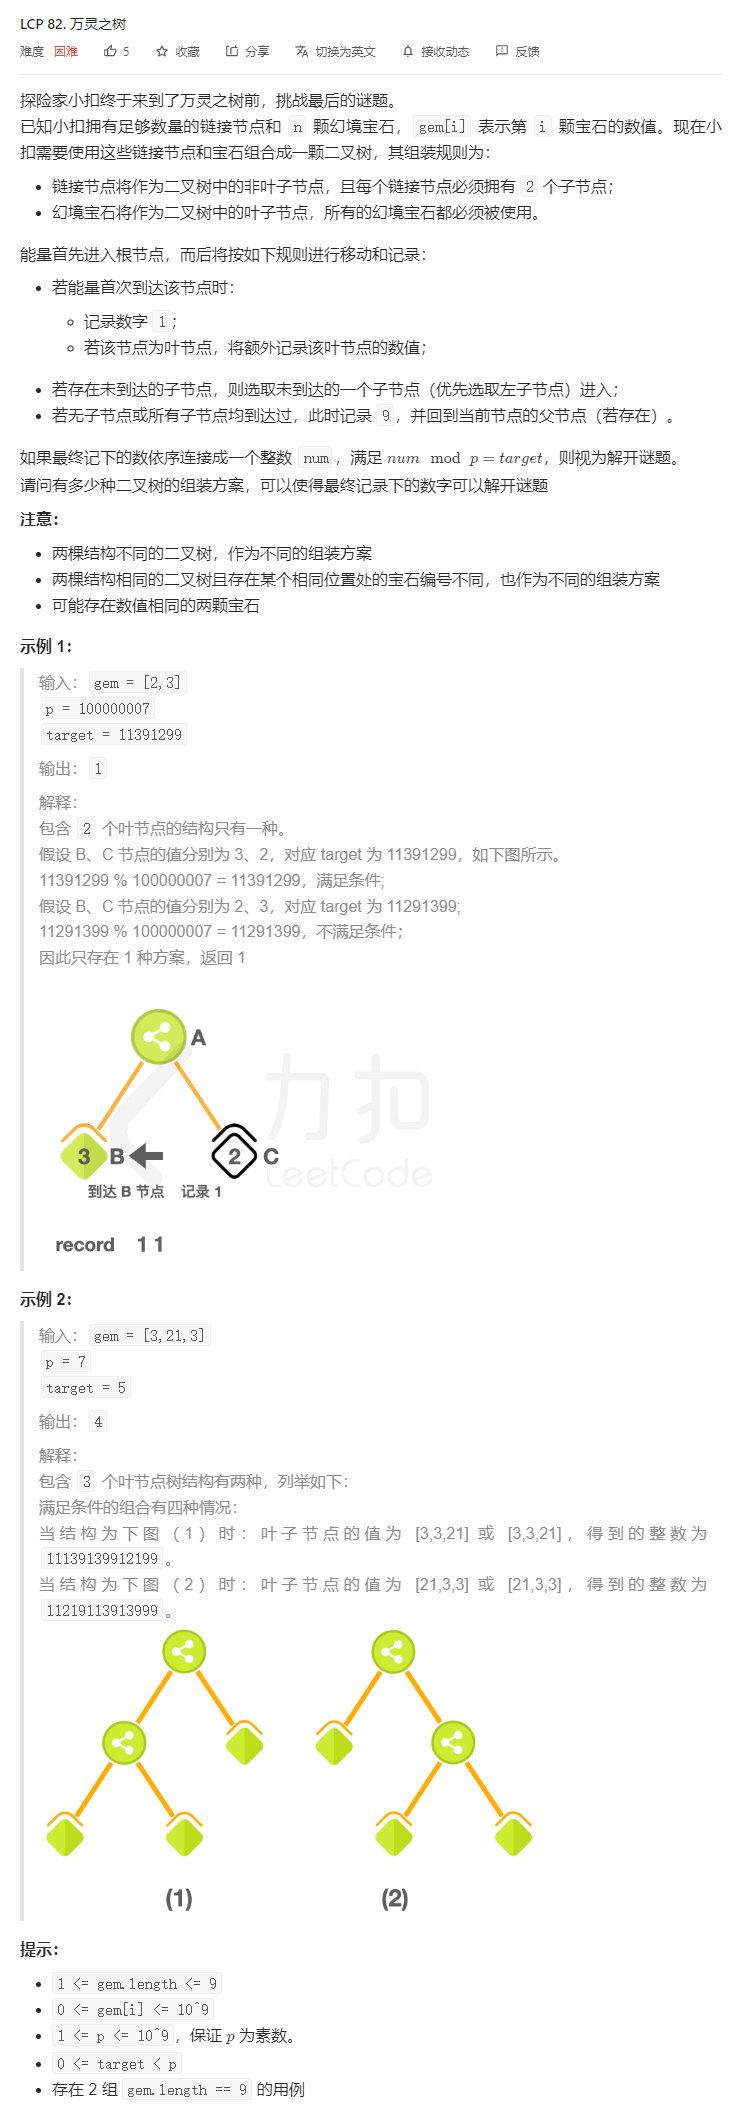 LCP 82. 万灵之树
难度 困难 5 收藏 分享 切换为英文 接收动态 反馈
探险家小扣终于来到了万灵之树前，挑战最后的谜题。
已知小扣拥有足够数量的链接节点和 n 颗幻境宝石， gem[i] 表示第 i 颗宝石的数值。现在小
扣需要使用这些链接节点和宝石组合成一颗二叉树，其组装规则为：
• 链接节点将作为二叉树中的非叶子节点，且每个链接节点必须拥有 2 个子节点；
• 幻境宝石将作为二叉树中的叶子节点，所有的幻境宝石都必须被使用。
能量首先进入根节点，而后将按如下规则进行移动和记录：
• 若能量首次到达该节点时：
◦ 记录数字 1；
◦ 若该节点为叶节点，将额外记录该叶节点的数值；
• 若存在未到达的子节点，则选取未到达的一个子节点（优先选取左子节点）进入；
• 若无子节点或所有子节点均到达过，此时记录 9，并回到当前节点的父节点（若存在）。
如果最终记下的数依序连接成一个整数 num，满足 num mod p = target，则视为解开谜题。
请问有多少种二叉树的组装方案，可以使得最终记录下的数字可以解开谜题
注意：
• 两棵结构不同的二叉树，作为不同的组装方案
• 两棵结构相同的二叉树且存在某个相同位置处的宝石编号不同，也作为不同的组装方案
• 可能存在数值相同的两颗宝石
示例 1：
输入： gem = [2,3]
p = 100000007
target = 11391299
输出： 1
解释：
包含 2 个叶节点的结构只有一种。
假设 B、C 节点的值分别为 3、2，对应 target 为 11391299，如下图所示。
11391299 % 100000007 = 11391299，满足条件;
假设 B、C 节点的值分别为 2、3，对应 target 为 11291399;
11291399 % 100000007 = 11291399，不满足条件；
因此只存在 1 种方案，返回 1
A
力扣
3 B 2 C
LeetCode
到达 B 节点 记录 1
record 1 1
示例 2：
输入： gem = [3,21,3]
p = 7
target = 5
输出： 4
解释：
包含 3 个叶节点树结构有两种，列举如下：
满足条件的组合有四种情况：
当结构为下图（1）时：叶子节点的值为 [3,3,21] 或 [3,3,21]，得到的整数为
11139139912199。
当结构为下图（2）时：叶子节点的值为 [21,3,3] 或 [21,3,3]，得到的整数为
11219113913999。
(1) (2)
提示：
• 1 <= gem.length <= 9
• 0 <= gem[i] <= 10^9
• 1 <= p <= 10^9，保证 p 为素数。
• 0 <= target < p
• 存在 2 组 gem.length == 9 的用例